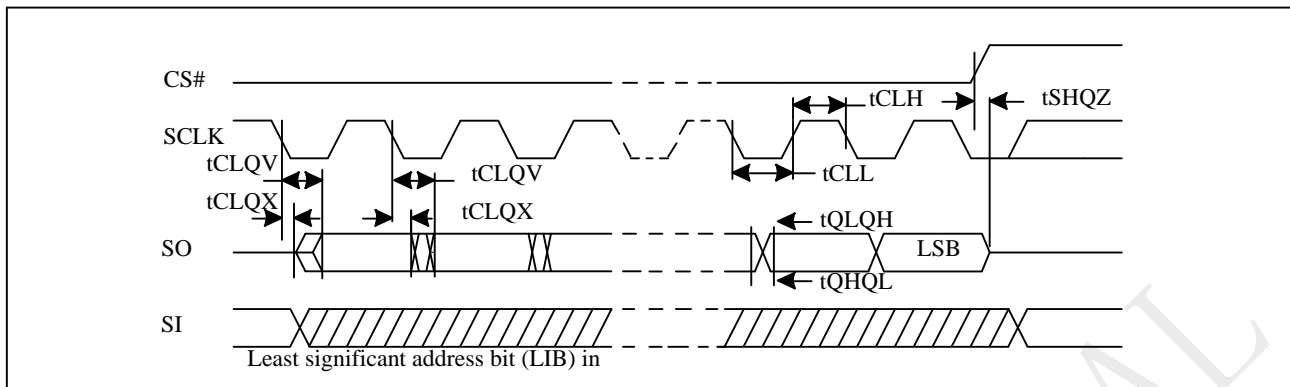 CS#
tCLH
tSHQZ
SCLK
tCLQV
tCLQV
tCLL
tCLQX
tCLQX
tQLQH
SO
LSB
tQHQL
SI
Least significant address bit (LIB) in